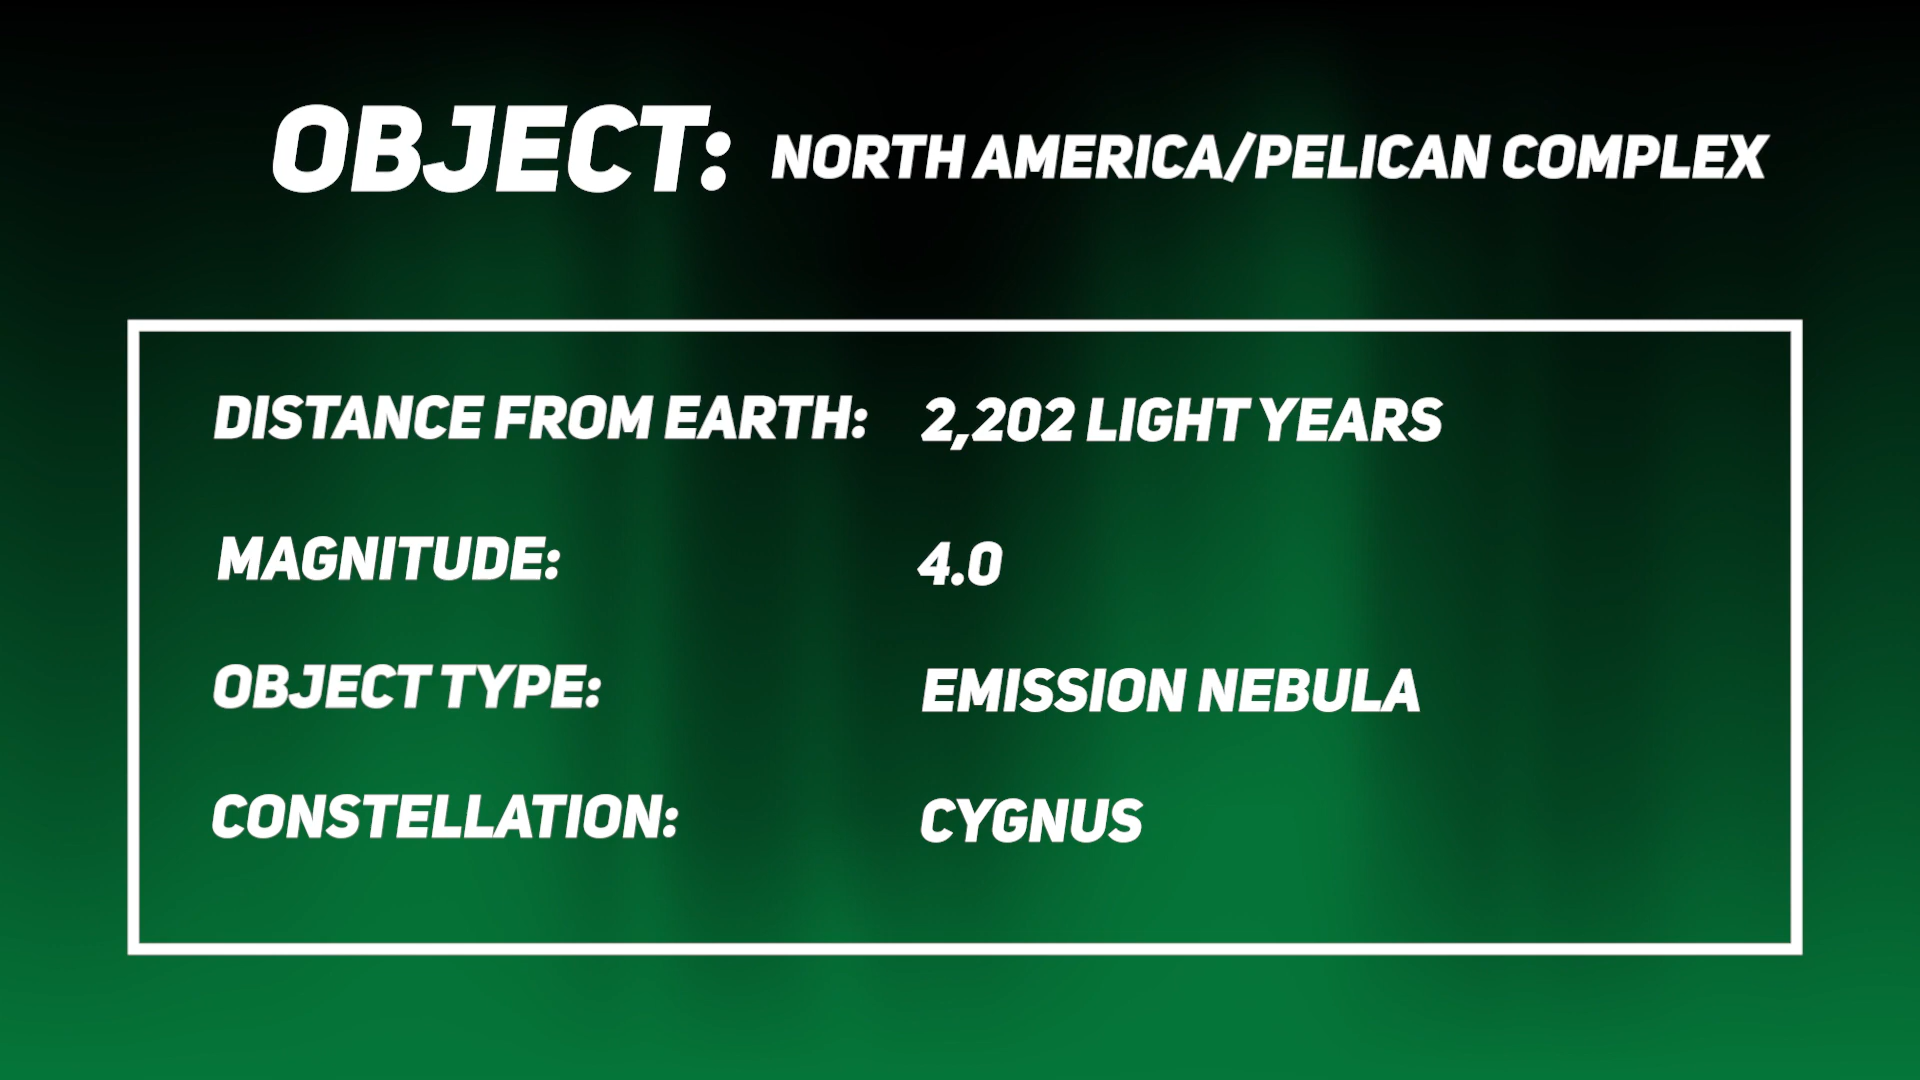 OBJECT: NORTH AMERICA/PELICAN COMPLEX
DISTANCE FROM EARTH: 2,202 LIGHT YEARS
MAGNITUDE: 4.0
OBJECT TYPE: EMISSION NEBULA
CONSTELLATION: CYGNUS